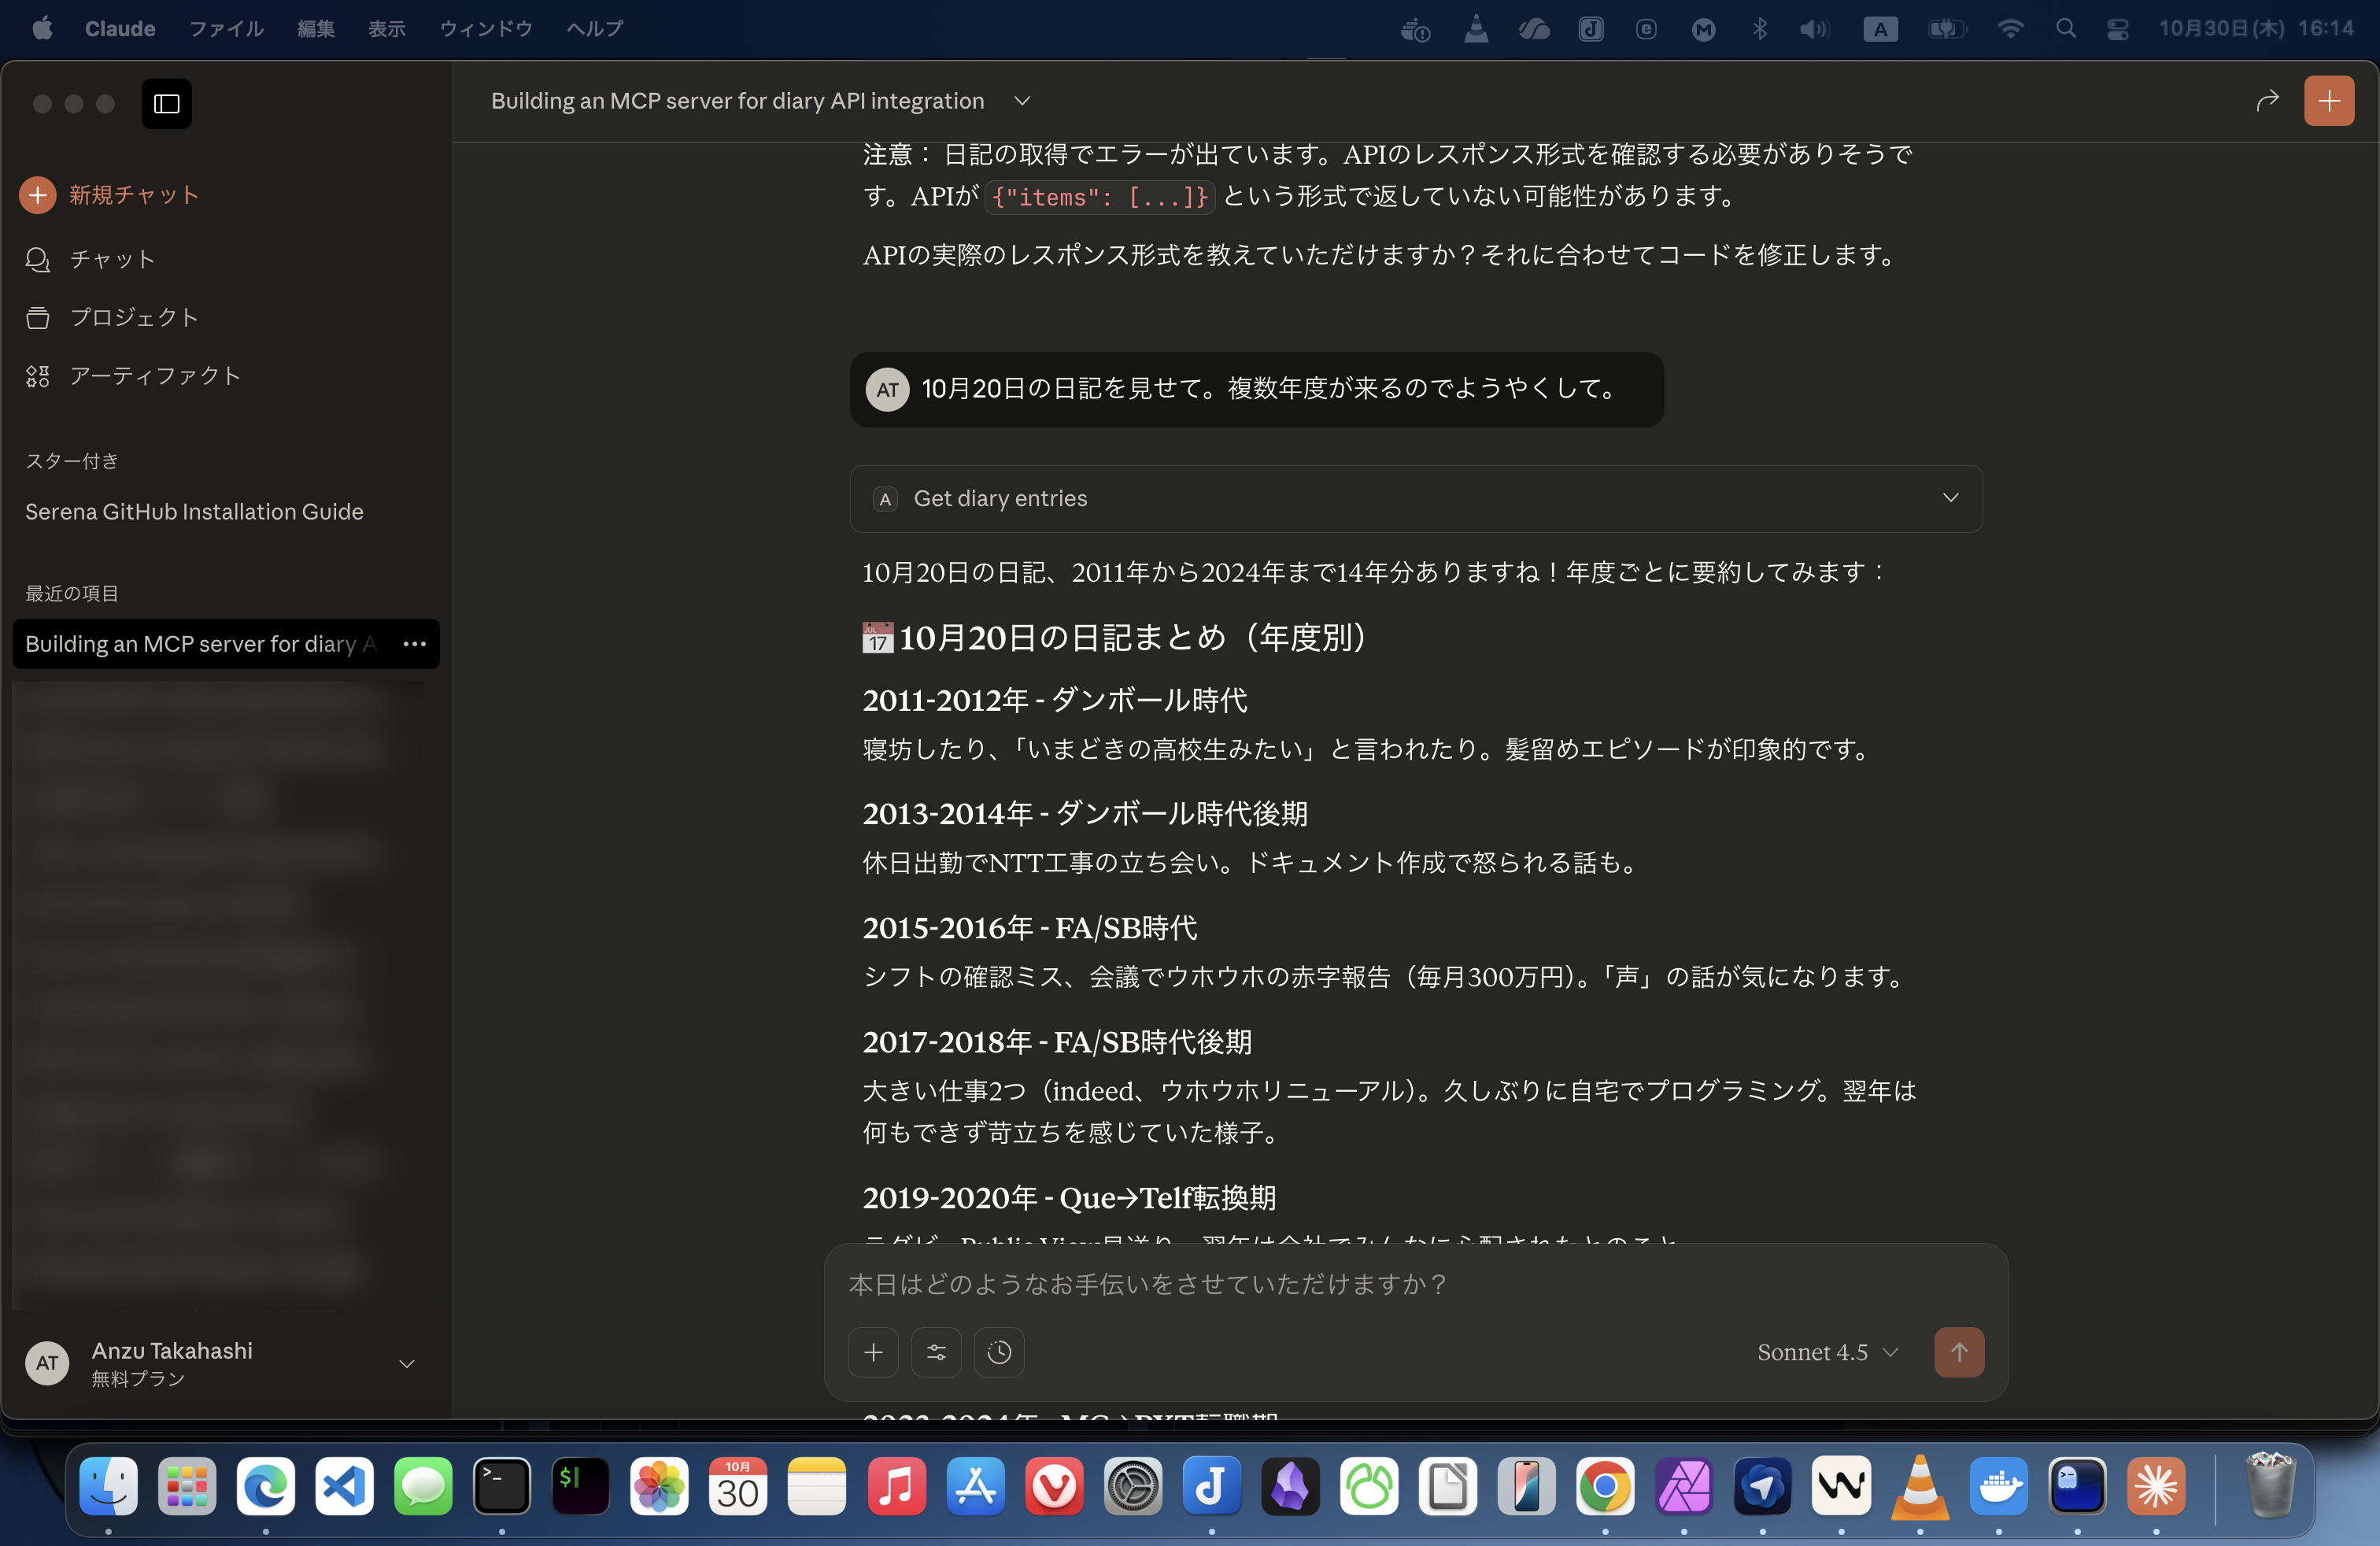 Claude ファイル 編集 表示 ウィンドウ ヘルプ
A 10月30日(木) 16:14
Building an MCP server for diary API integration
新規チャット
チャット
プロジェクト
アーティファクト
スター付き
Serena GitHub Installation Guide
最近の項目
Building an MCP server for diary A
AT
Anzu Takahashi
無料プラン
注意： 日記の取得でエラーが出ています。APIのレスポンス形式を確認する必要がありそうで
す。APIが {"items": [...]} という形式で返していない可能性があります。
APIの実際のレスポンス形式を教えていただけますか？それに合わせてコードを修正します。
AT 10月20日の日記を見せて。複数年度が来るのでようやくして。
A Get diary entries
10月20日の日記、2011年から2024年まで14年分ありますね！年度ごとに要約してみます：
10月20日の日記まとめ（年度別）
2011-2012年 - ダンボール時代
寝坊したり、「いまどきの高校生みたい」と言われたり。髪留めエピソードが印象的です。
2013-2014年 - ダンボール時代後期
休日出勤でNTT工事の立ち会い。ドキュメント作成で怒られる話も。
2015-2016年 - FA/SB時代
シフトの確認ミス、会議でウホウホの赤字報告（毎月300万円）。「声」の話が気になります。
2017-2018年 - FA/SB時代後期
大きい仕事2つ（indeed、ウホウホリニューアル）。久しぶりに自宅でプログラミング。翌年は
何もできず苛立ちを感じていた様子。
2019-2020年 - Que→Telf転換期
本日はどのようなお手伝いをさせていただけますか？
Sonnet 4.5
10月
30